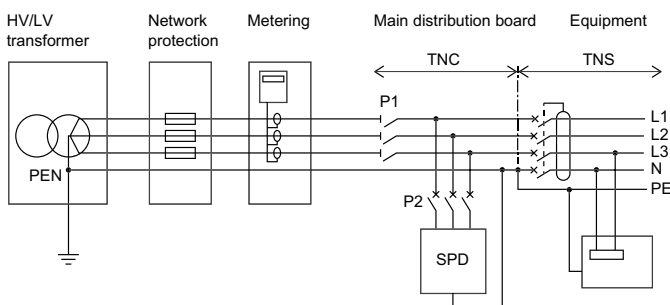 HV/LV
transformer
Network
protection
Metering
Main distribution board
Equipment
TNC
TNS
P1
L1
L2
L3
N
PE
PEN
P2
SPD